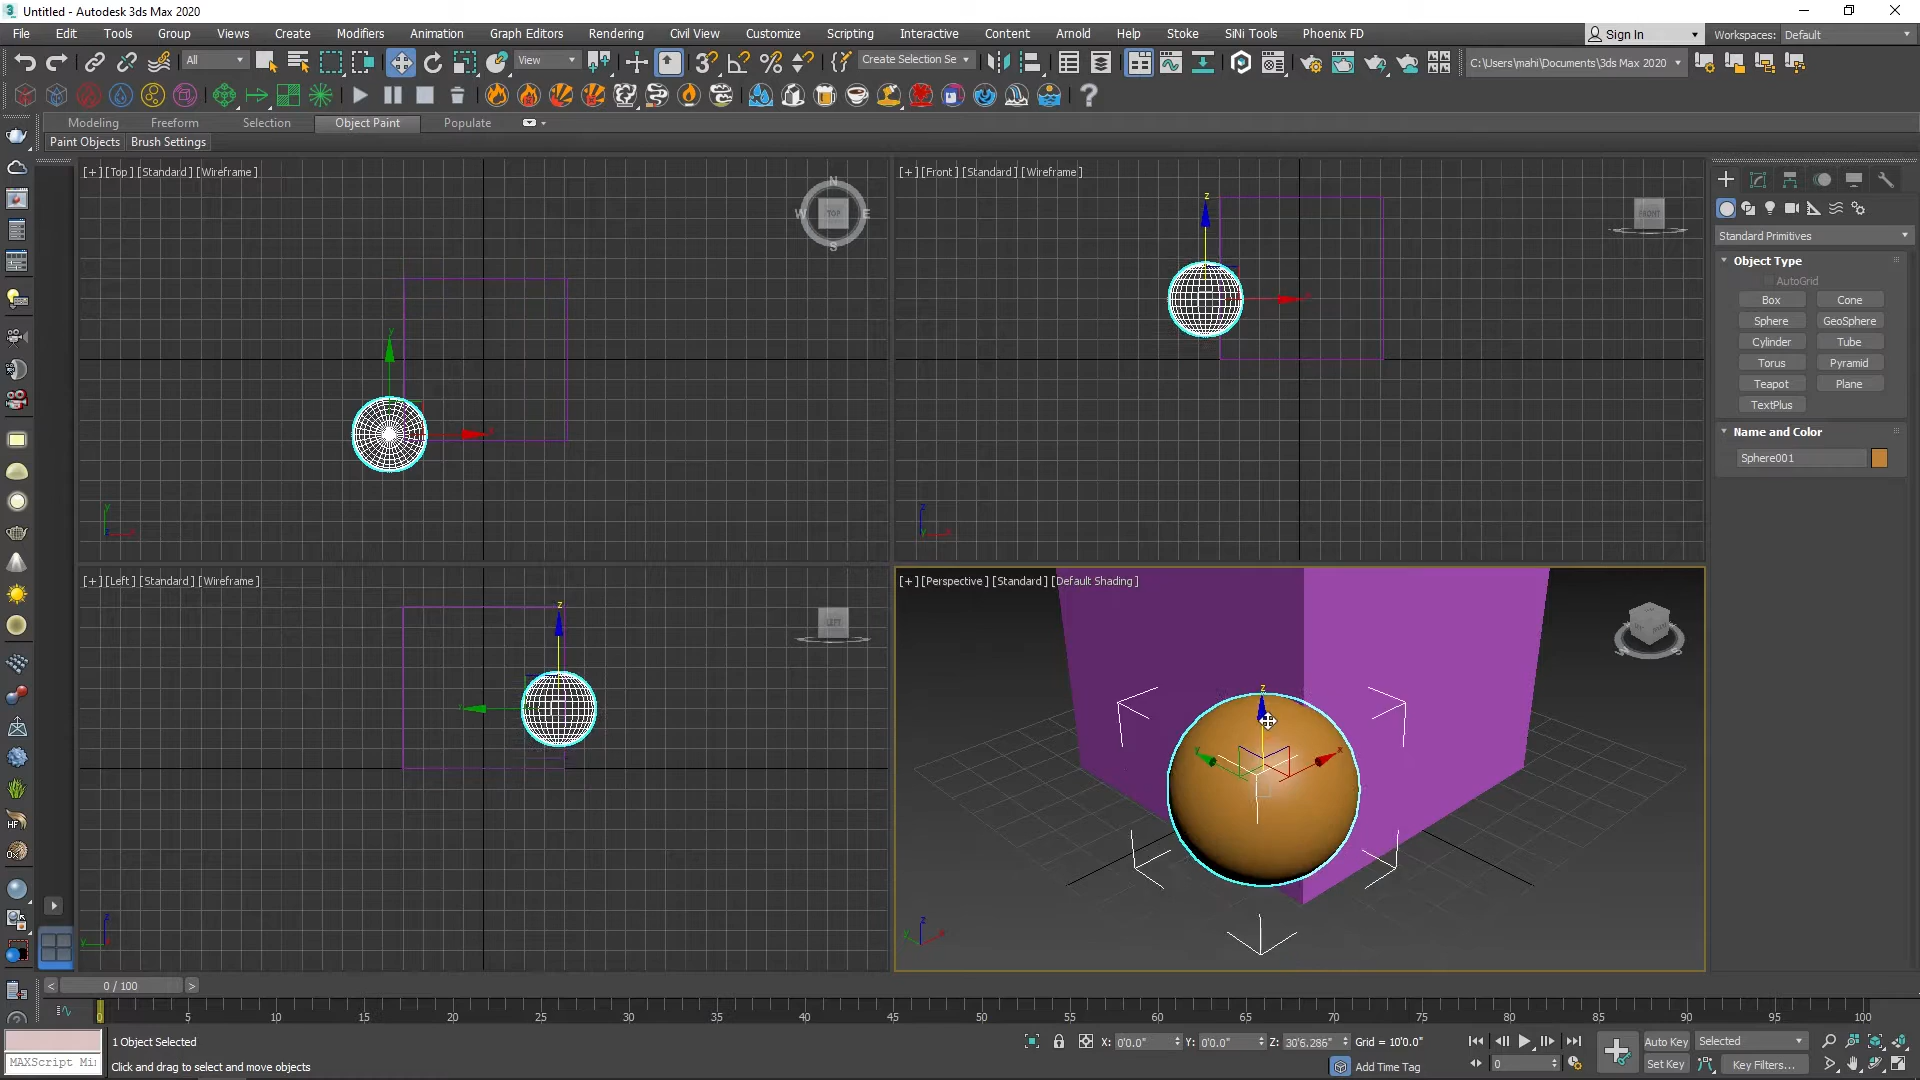 Untitled - Autodesk 3ds Max 2020
File Edit Tools Group Views Create Modifiers Animation Graph Editors Rendering Civil View Customize Scripting Interactive Content Arnold Help Stoke SiNi Tools Phoenix FD Sign In Workspaces: Default
All View Create Selection Se C:\Users\mahi\Documents\3ds Max 2020
Modeling Freeform Selection Object Paint Populate
Paint Objects Brush Settings
[+] [Top] [Standard] [Wireframe]
N
W TOP E
S
y
x
y
z x
[+] [Front] [Standard] [Wireframe]
z
FRONT
x
z
Standard Primitives
Object Type
AutoGrid
Box Cone
Sphere GeoSphere
Cylinder Tube
Torus Pyramid
Teapot Plane
TextPlus
Name and Color
Sphere001
[+] [Left] [Standard] [Wireframe]
z
LEFT
y
z
y
[+] [Perspective] [Standard] [Default Shading]
z
y x
z
y x
HF
< 0 / 100 >
0 5 10 15 20 25 30 35 40 45 50 55 60 65 70 75 80 85 90 95 100
MAXScript Mi
1 Object Selected
Click and drag to select and move objects
X: 0'0.0" Y: 0'0.0" Z: 30'6.286" Grid = 10'0.0"
Add Time Tag
0
Auto Key Selected
Set Key Key Filters...